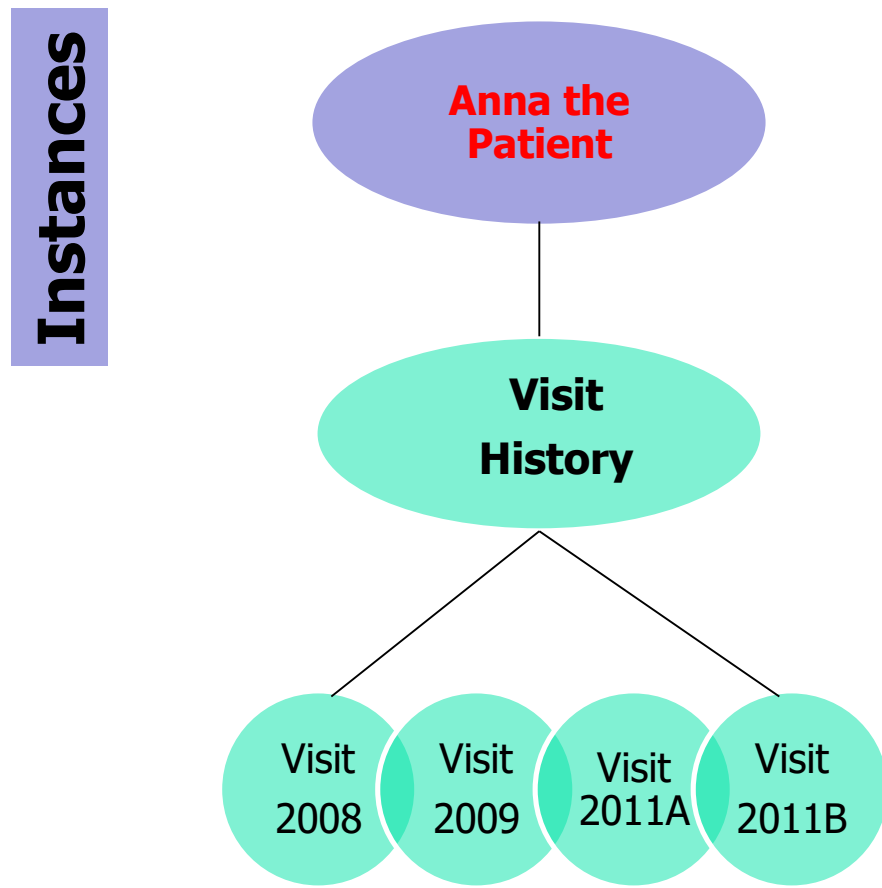 Instances
Anna the
Patient
Visit
History
Visit
2008
Visit
2009
Visit
2011A
Visit
2011B